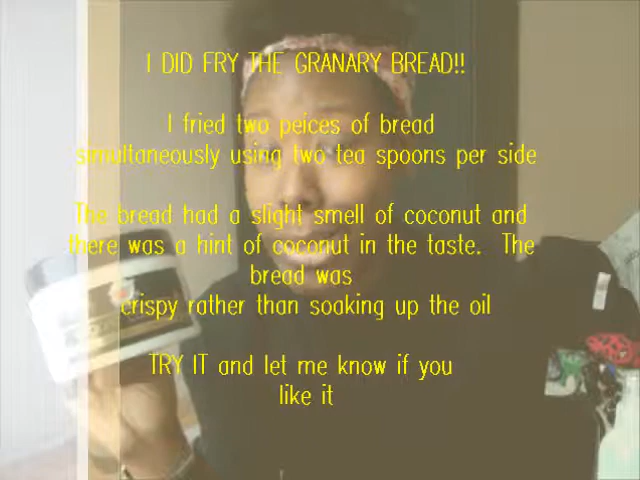 I DID FRY THE GRANARY BREAD!!
I fried two peices of bread
simultaneously using two tea spoons per side
The bread had a slight smell of coconut and
there was a hint of coconut in the taste. The
bread was
crispy rather than soaking up the oil
TRY IT and let me know if you
like it